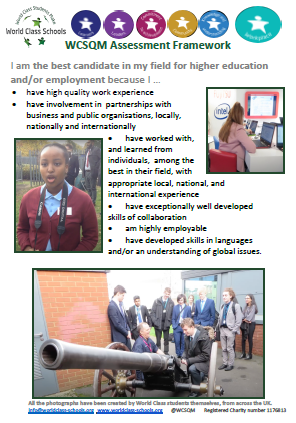 World Class Students make
World Class Schools
WCSQM Assessment Framework
I am the best candidate in my field for higher education
and/or employment because I ...
• have high quality work experience
• have involvement in partnerships with
business and public organisations, locally,
nationally and internationally
• have worked with,
and learned from
individuals, among the
best in their field, with
appropriate local, national, and
international experience
• have exceptionally well developed
skills of collaboration
• am highly employable
• have developed skills in languages
and/or an understanding of global issues.
intel
All the photographs have been created by World Class students themselves, from across the UK.
info@worldclass-schools.org www.worldclass-schools.org @WCSQM Registered Charity number 1176813